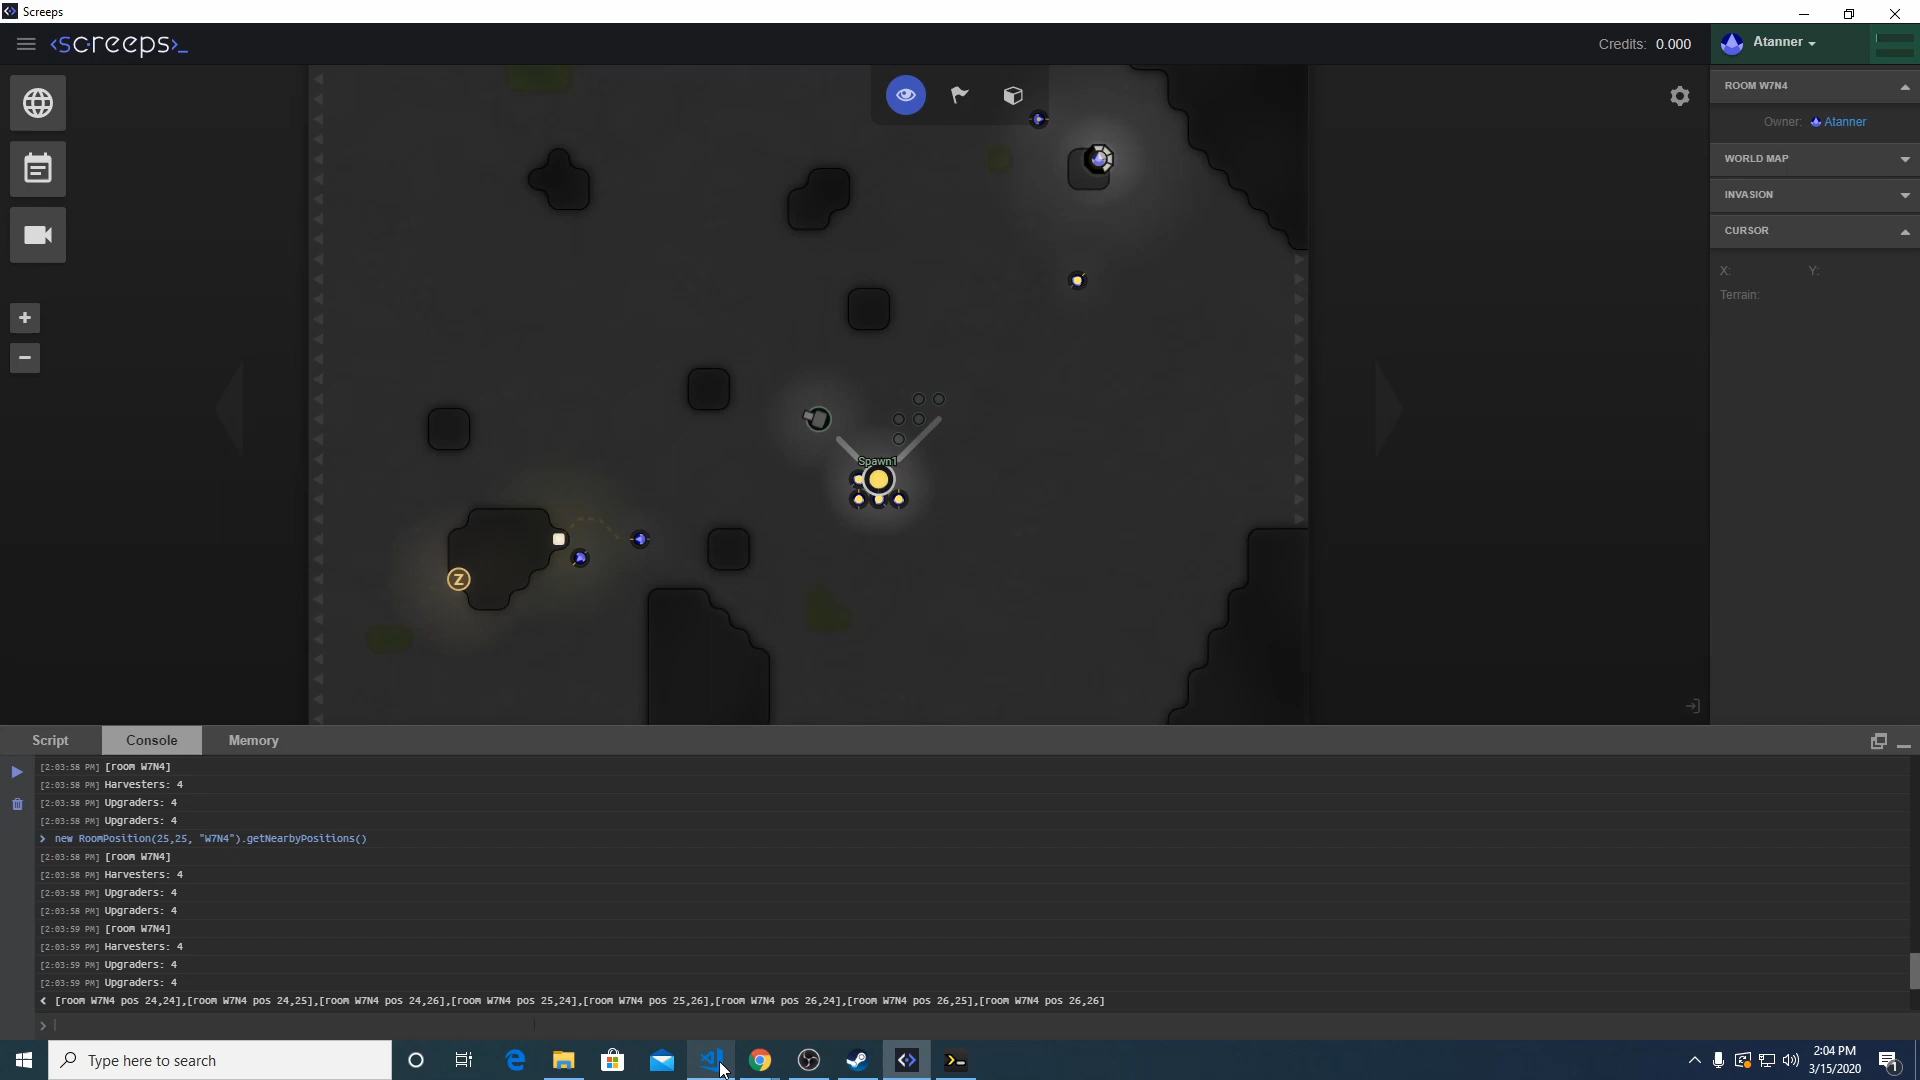 Screeps
<screeps>_
Credits: 0.000
Atanner
ROOM W7N4
Owner: Atanner
WORLD MAP
INVASION
CURSOR
X: Y:
Terrain:
+
−
Spawn1
Z
Script Console Memory
[2:03:58 PM] [room W7N4]
[2:03:58 PM] Harvesters: 4
[2:03:58 PM] Upgraders: 4
[2:03:58 PM] Upgraders: 4
> new RoomPosition(25,25, "W7N4").getNearbyPositions()
[2:03:58 PM] [room W7N4]
[2:03:58 PM] Harvesters: 4
[2:03:58 PM] Upgraders: 4
[2:03:58 PM] Upgraders: 4
[2:03:59 PM] [room W7N4]
[2:03:59 PM] Harvesters: 4
[2:03:59 PM] Upgraders: 4
[2:03:59 PM] Upgraders: 4
< [room W7N4 pos 24,24],[room W7N4 pos 24,25],[room W7N4 pos 24,26],[room W7N4 pos 25,24],[room W7N4 pos 25,26],[room W7N4 pos 26,24],[room W7N4 pos 26,25],[room W7N4 pos 26,26]
>
Type here to search
2:04 PM
3/15/2020
1